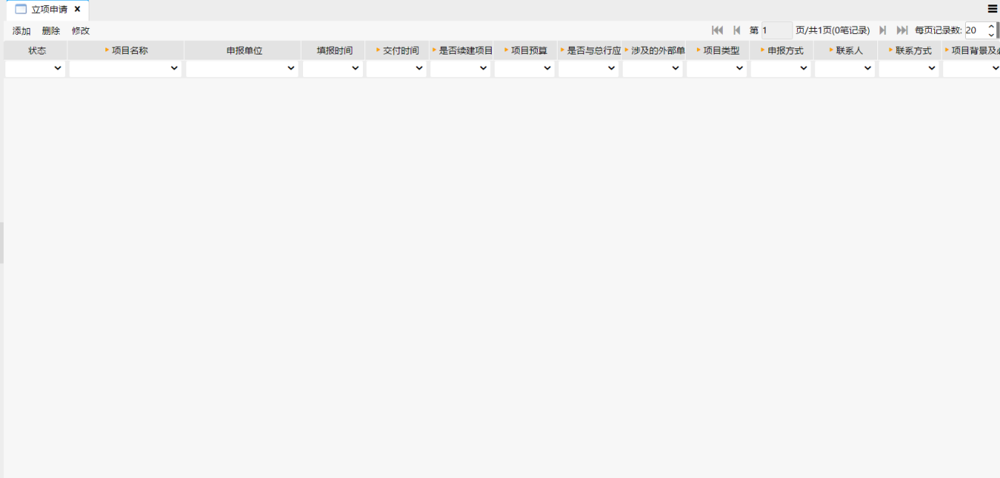 立项申请
添加 删除 修改 第 1 页/共1页(0笔记录) 每页记录数: 20
状态 项目名称 申报单位 填报时间 交付时间 是否续建项目 项目预算 是否与总行应 涉及的外部单 项目类型 申报方式 联系人 联系方式 项目背景及